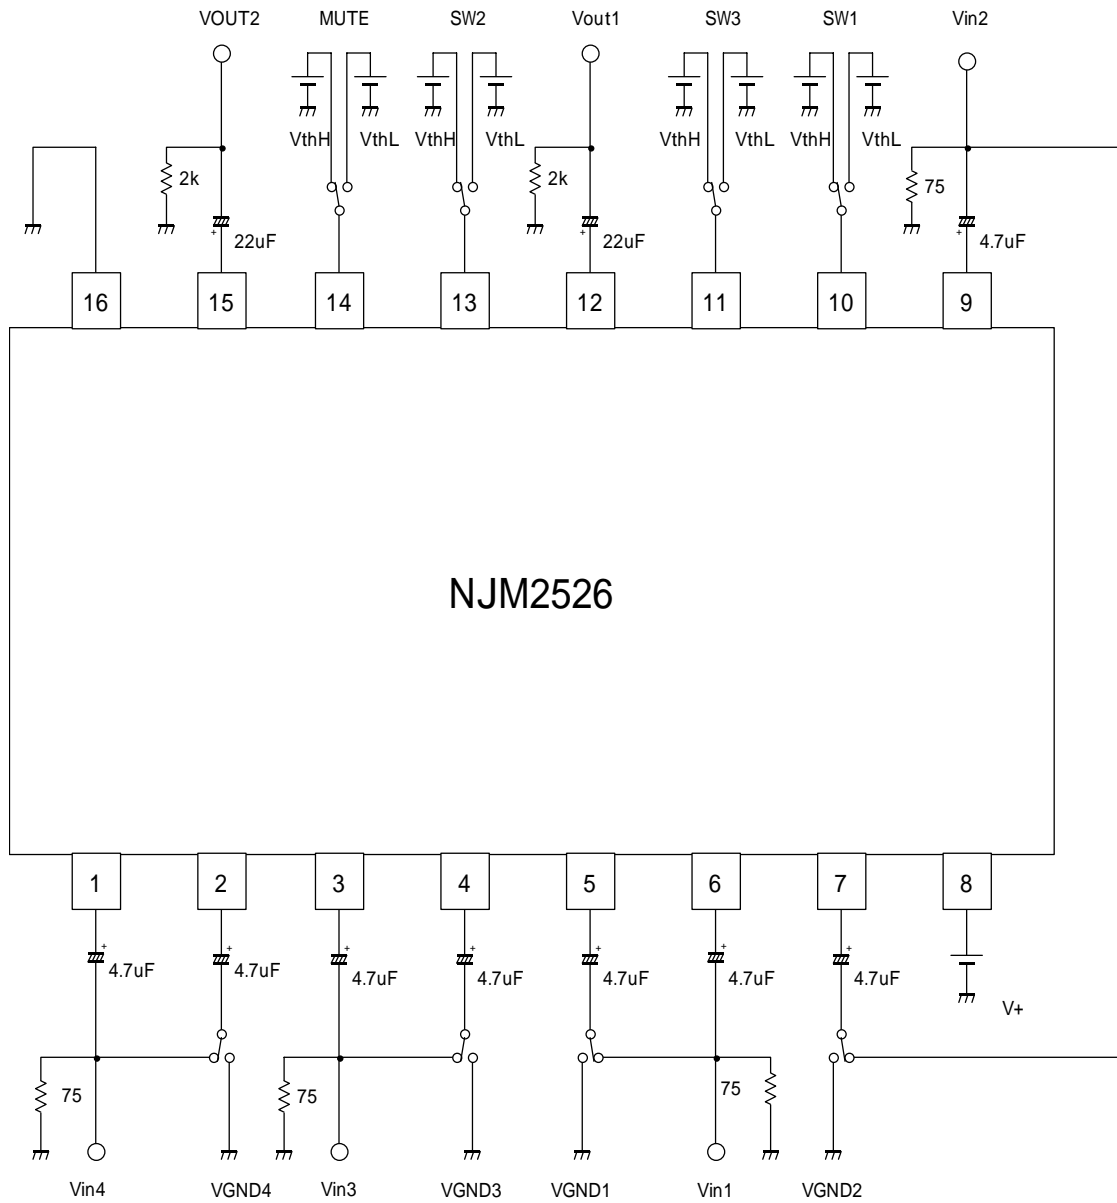 VOUT2 MUTE SW2 Vout1 SW3 SW1 Vin2
VthH VthL VthH VthL VthH VthL VthH VthL
2k 2k 75
+ 22uF + 22uF + 4.7uF
16 15 14 13 12 11 10 9
NJM2526
1 2 3 4 5 6 7 8
+ + + + + + +
4.7uF 4.7uF 4.7uF 4.7uF 4.7uF 4.7uF 4.7uF
V+
75 75 75
Vin4 VGND4 Vin3 VGND3 VGND1 Vin1 VGND2